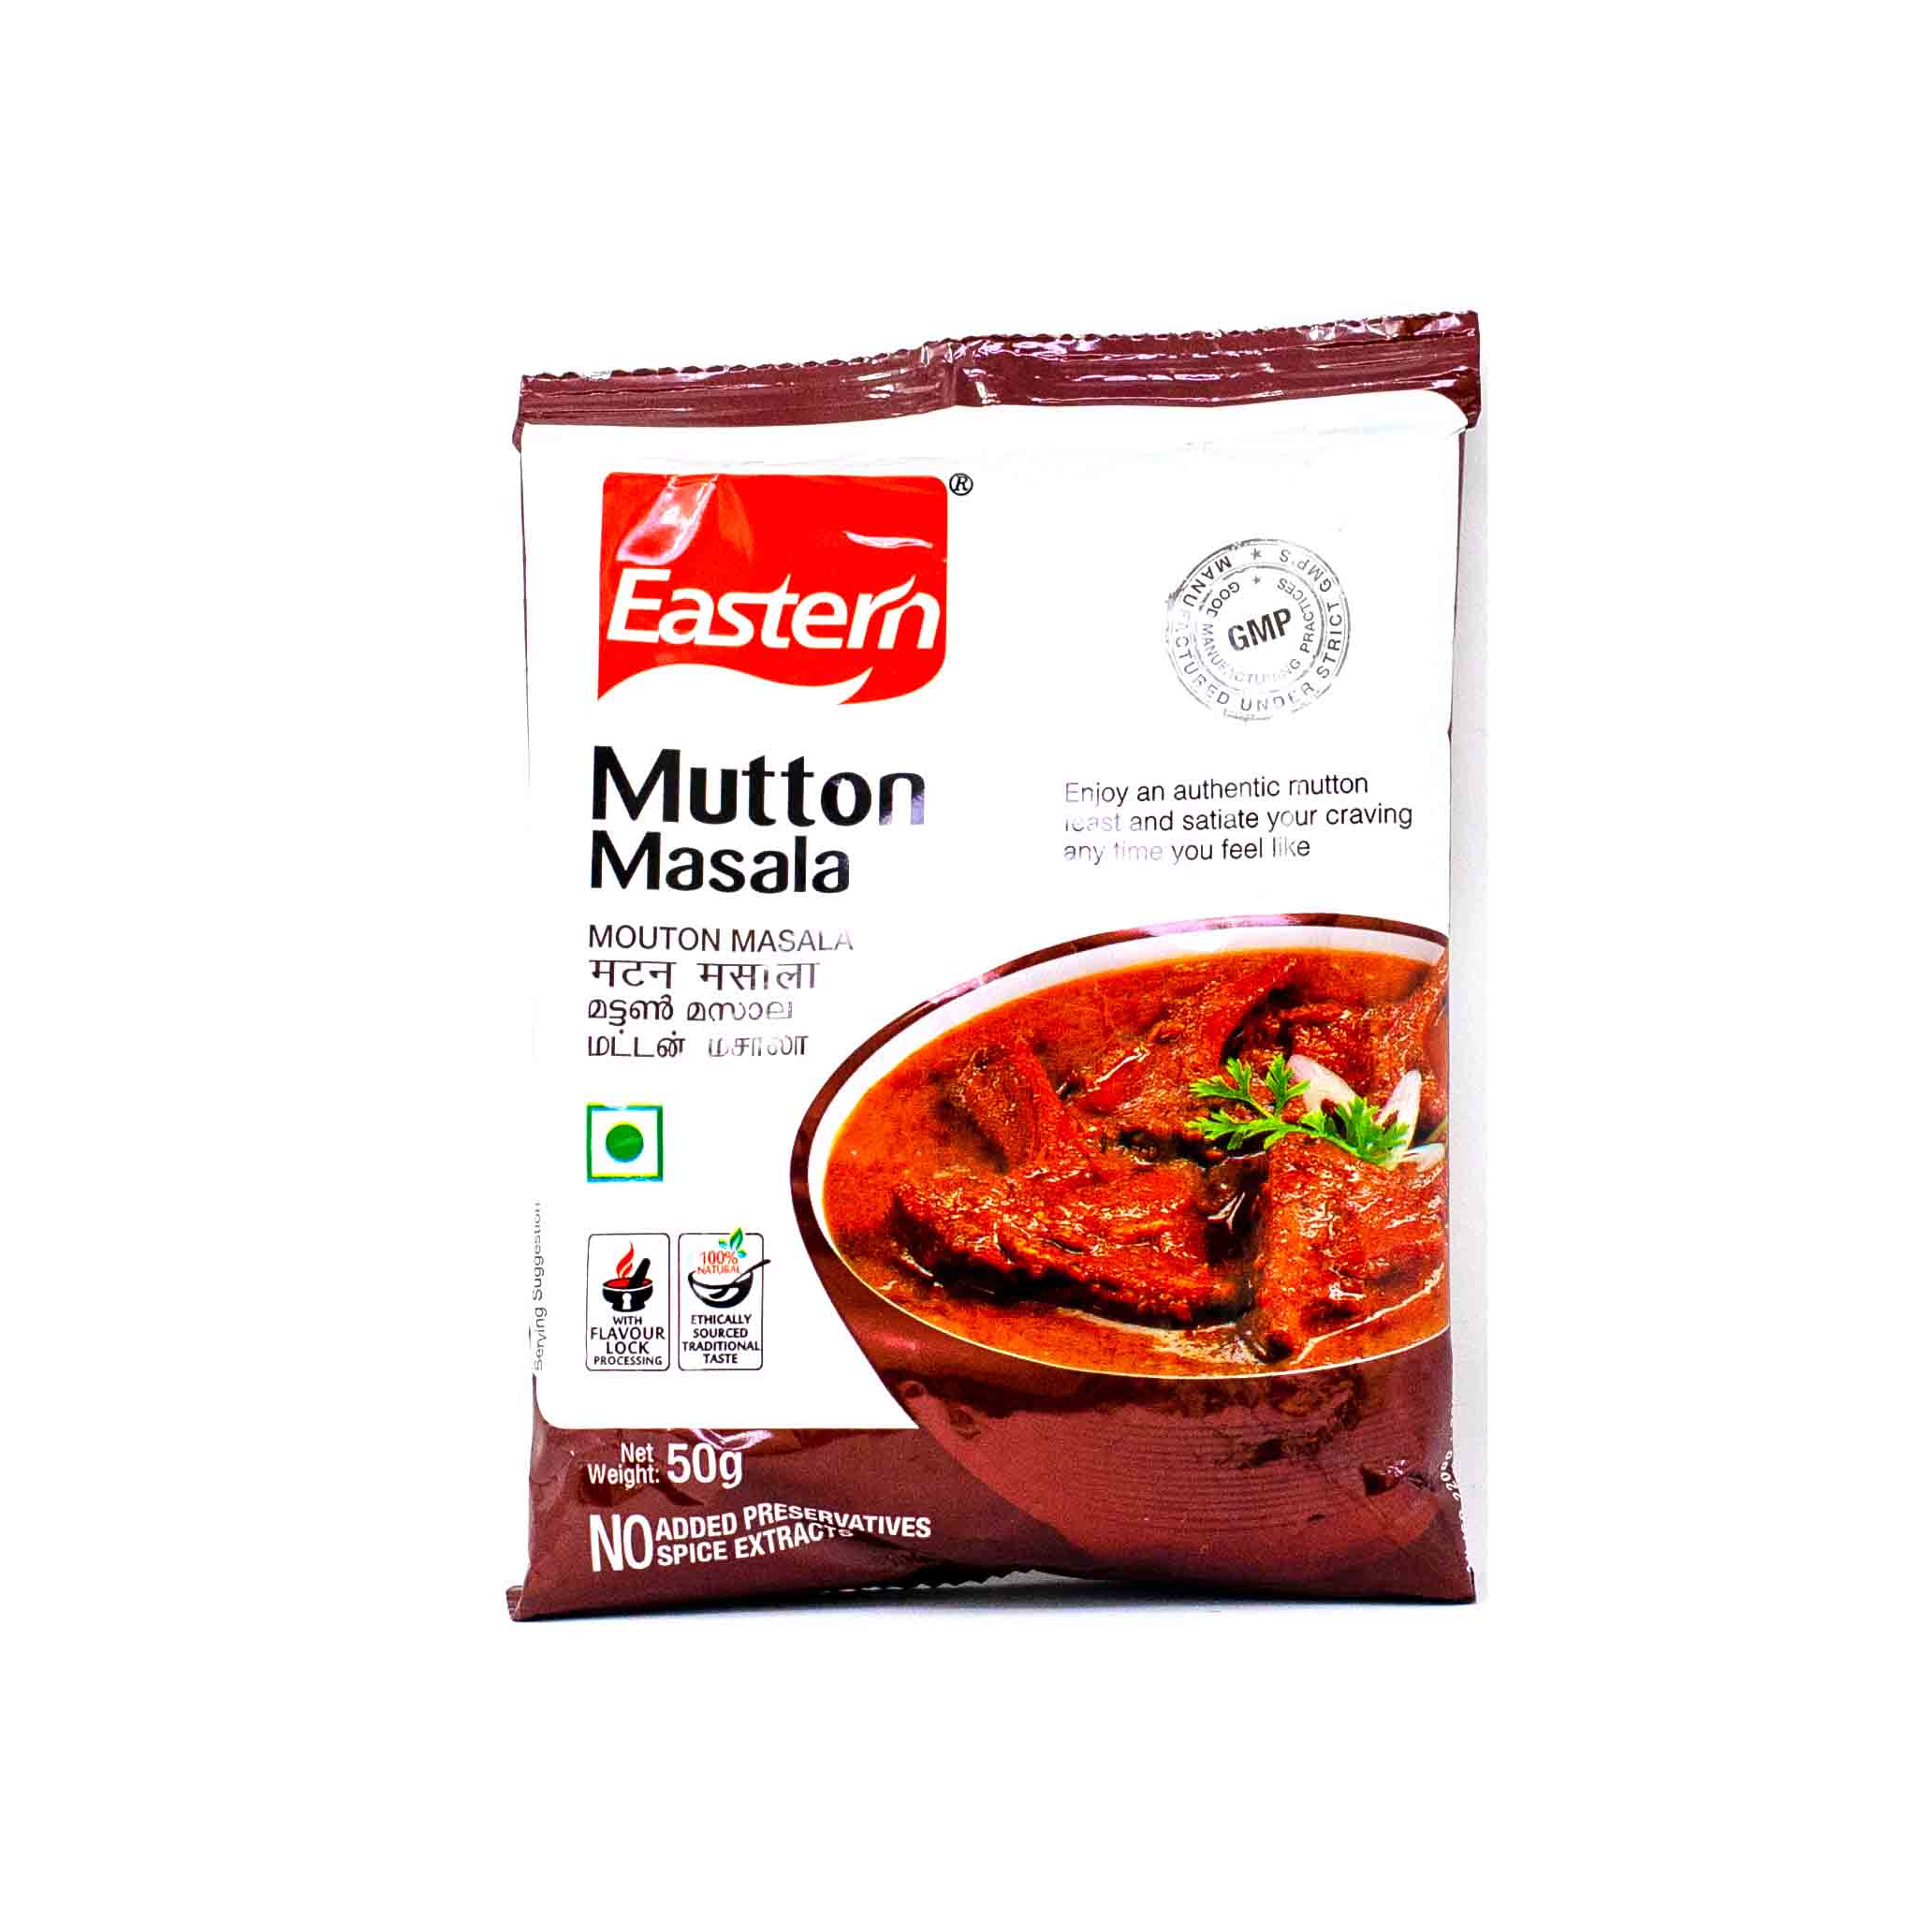 Eastern®
MANUFACTURED UNDER STRICT GMP'S ★
GOOD MANUFACTURING PRACTICES ★
GMP
Mutton
Masala
Enjoy an authentic mutton
feast and satiate your craving
any time you feel like
MOUTON MASALA
मटन मसाला
മട്ടൺ മസാല
மட்டன் மசாலா
100%
NATURAL
WITH
FLAVOUR
LOCK
PROCESSING
ETHICALLY
SOURCED
TRADITIONAL
TASTE
Serving Suggestion
Net
Weight: 50g
NO ADDED PRESERVATIVES
SPICE EXTRACTS